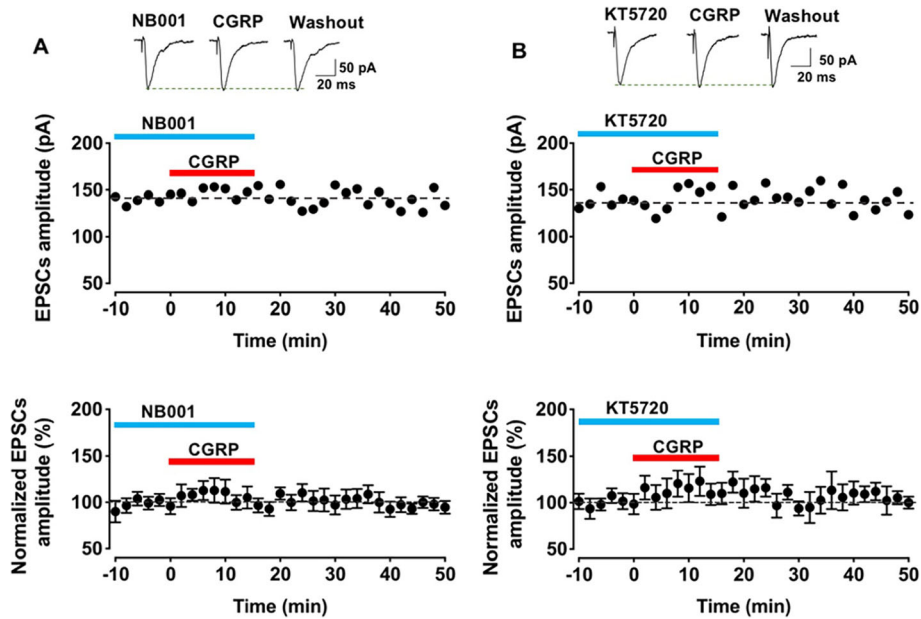 A
NB001 CGRP Washout
50 pA
20 ms
NB001
CGRP
EPSCs amplitude (pA)
200
150
100
50
-10 0 10 20 30 40 50
Time (min)
NB001
CGRP
Normalized EPSCs
amplitude (%)
200
150
100
50
-10 0 10 20 30 40 50
Time (min)
B
KT5720 CGRP Washout
50 pA
20 ms
KT5720
CGRP
EPSCs amplitude (pA)
200
150
100
50
-10 0 10 20 30 40 50
Time (min)
KT5720
CGRP
Normalized EPSCs
amplitude (%)
200
150
100
50
-10 0 10 20 30 40 50
Time (min)